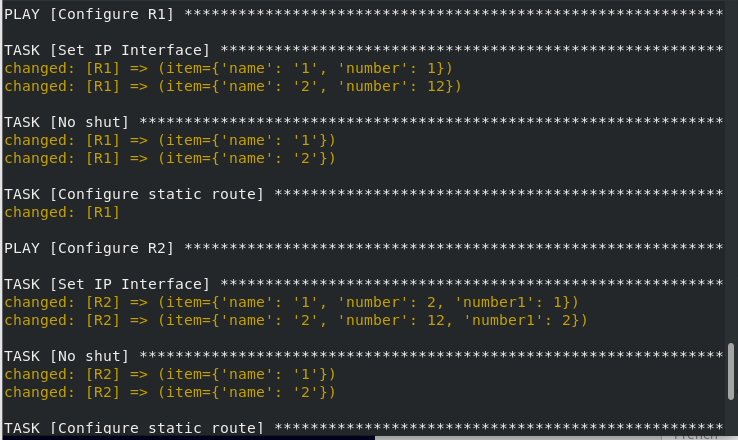 PLAY [Configure R1] ************************************************************
TASK [Set IP Interface] ********************************************************
changed: [R1] => (item={'name': '1', 'number': 1})
changed: [R1] => (item={'name': '2', 'number': 12})
TASK [No shut] *****************************************************************
changed: [R1] => (item={'name': '1'})
changed: [R1] => (item={'name': '2'})
TASK [Configure static route] **************************************************
changed: [R1]
PLAY [Configure R2] ************************************************************
TASK [Set IP Interface] ********************************************************
changed: [R2] => (item={'name': '1', 'number': 2, 'number1': 1})
changed: [R2] => (item={'name': '2', 'number': 12, 'number1': 2})
TASK [No shut] *****************************************************************
changed: [R2] => (item={'name': '1'})
changed: [R2] => (item={'name': '2'})
TASK [Configure static route] **************************************************